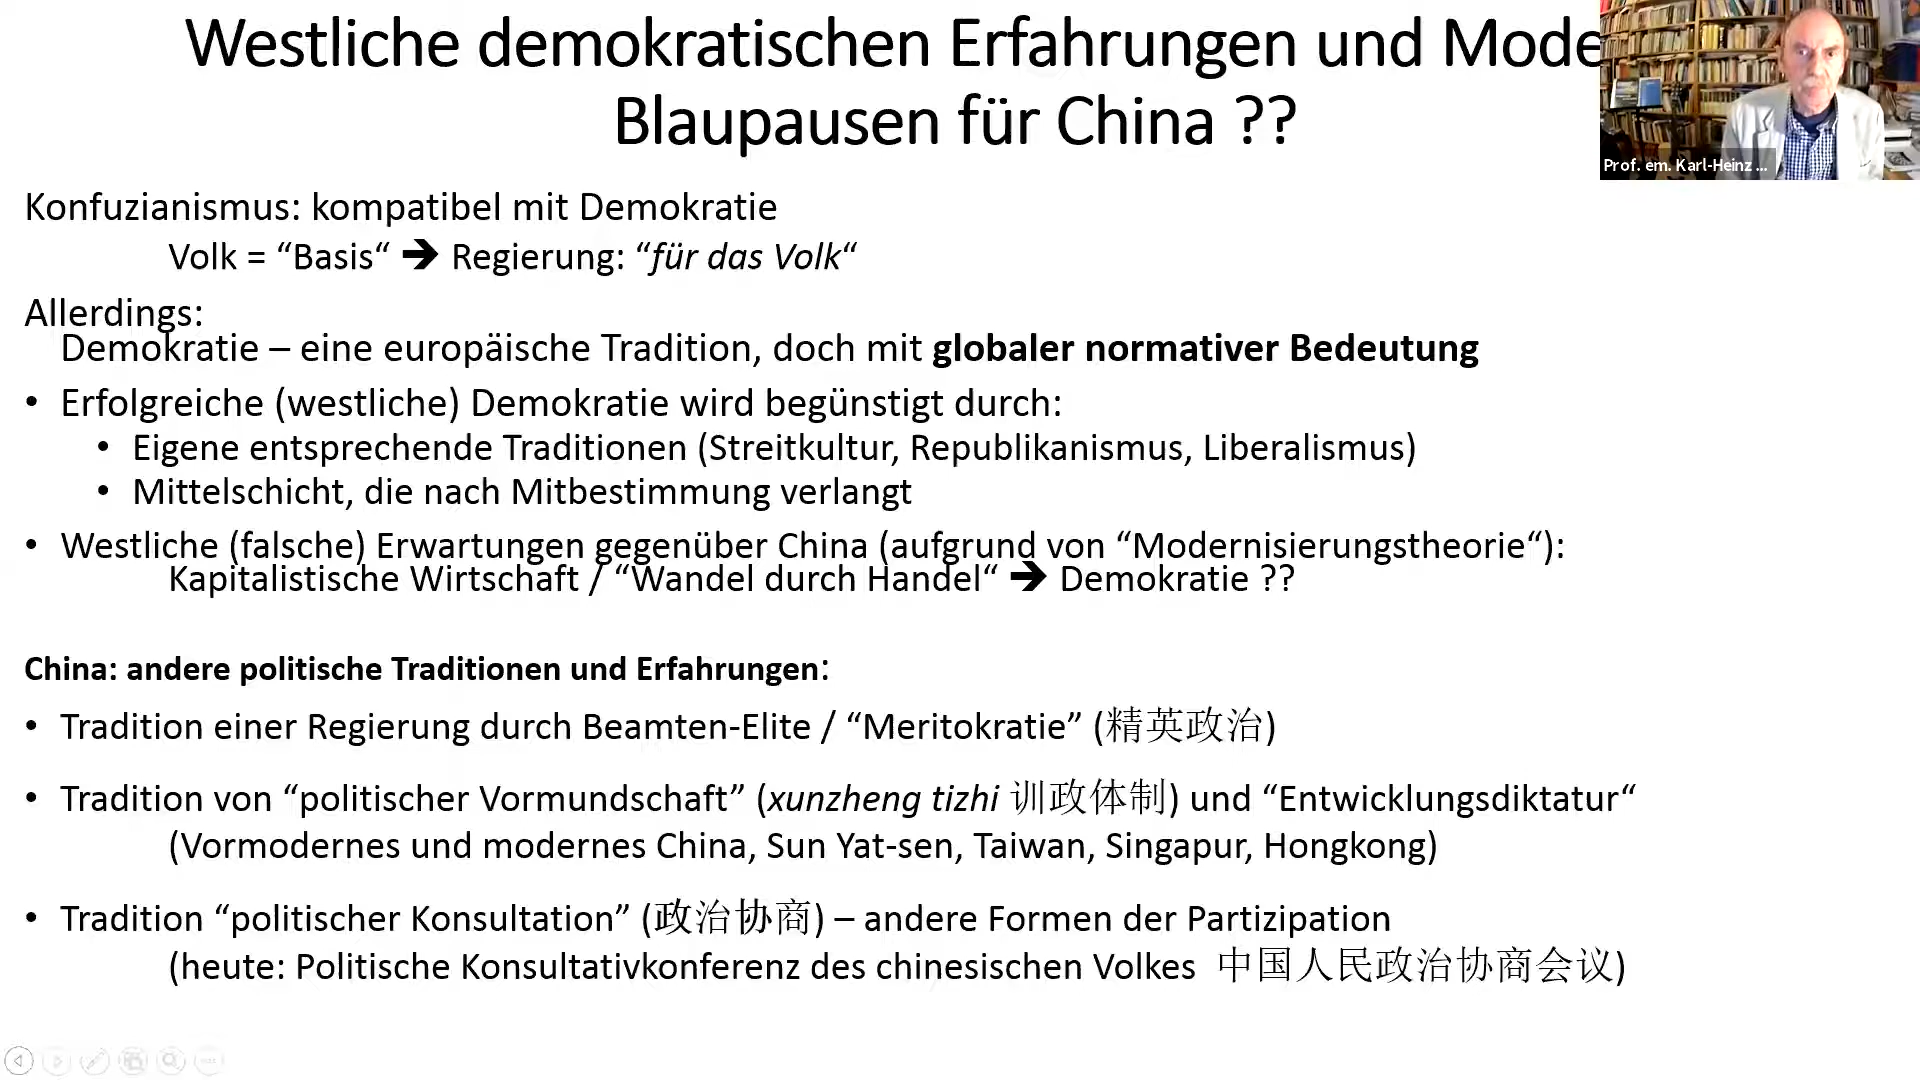 Westliche demokratischen Erfahrungen und Mode
Blaupausen für China ??
Prof. em. Karl-Heinz ...
Konfuzianismus: kompatibel mit Demokratie
Volk = “Basis“ 🡺 Regierung: “für das Volk“
Allerdings:
Demokratie – eine europäische Tradition, doch mit globaler normativer Bedeutung
• Erfolgreiche (westliche) Demokratie wird begünstigt durch:
• Eigene entsprechende Traditionen (Streitkultur, Republikanismus, Liberalismus)
• Mittelschicht, die nach Mitbestimmung verlangt
• Westliche (falsche) Erwartungen gegenüber China (aufgrund von “Modernisierungstheorie“):
Kapitalistische Wirtschaft / “Wandel durch Handel“ 🡺 Demokratie ??
China: andere politische Traditionen und Erfahrungen:
• Tradition einer Regierung durch Beamten-Elite / “Meritokratie” (精英政治)
• Tradition von “politischer Vormundschaft” (xunzheng tizhi 训政体制) und “Entwicklungsdiktatur“
(Vormodernes und modernes China, Sun Yat-sen, Taiwan, Singapur, Hongkong)
• Tradition “politischer Konsultation” (政治协商) – andere Formen der Partizipation
(heute: Politische Konsultativkonferenz des chinesischen Volkes 中国人民政治协商会议)